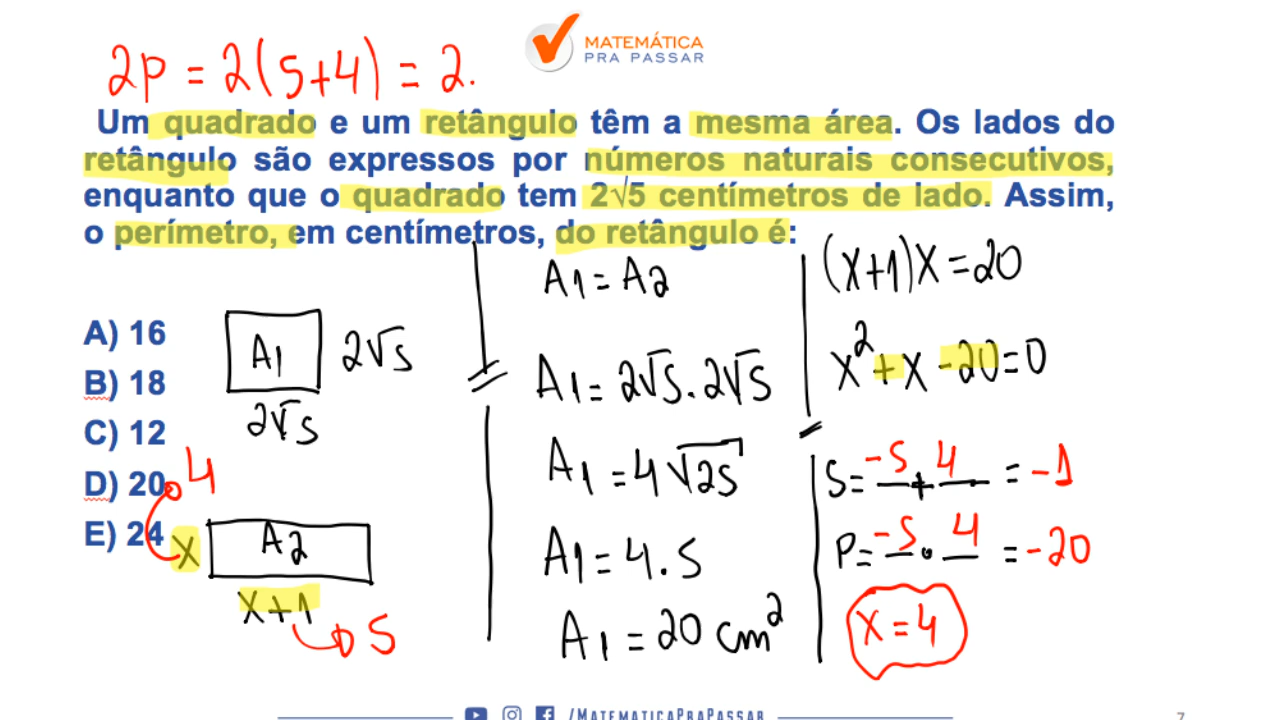 MATEMÁTICA
PRA PASSAR
2P = 2(5+4) = 2.
Um quadrado e um retângulo têm a mesma área. Os lados do
retângulo são expressos por números naturais consecutivos,
enquanto que o quadrado tem 2√5 centímetros de lado. Assim,
o perímetro, em centímetros, do retângulo é:
A) 16
B) 18
C) 12
D) 20
E) 24
A1
2√5
2√5
4
X
A2
X+1
5
A1 = A2
A1 = 2√5 . 2√5
A1 = 4√25
A1 = 4.5
A1 = 20 cm²
(X+1)X = 20
X² + X - 20 = 0
S = -5 + 4 = -1
P = -5 . 4 = -20
X = 4
/MATEMATICAPRAPASSAR
7